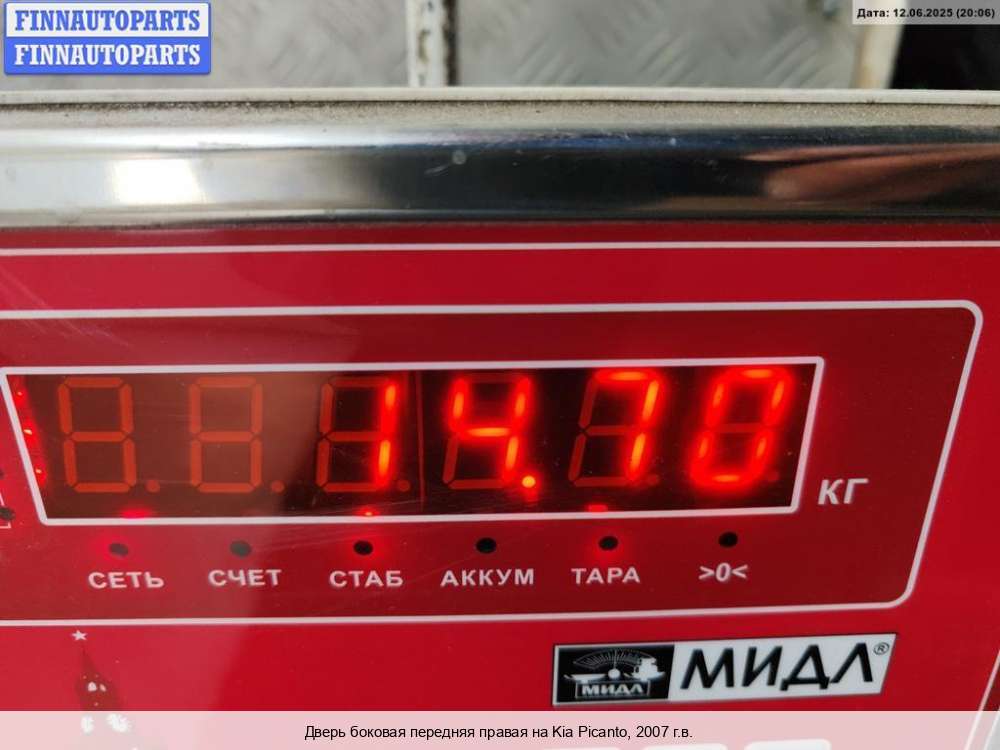 FINNAUTOPARTS
FINNAUTOPARTS
Дата: 12.06.2025 (20:06)
14.70
КГ
СЕТЬ СЧЕТ СТАБ АККУМ ТАРА >0<
МИДЛ МИДЛ®
Дверь боковая передняя правая на Kia Picanto, 2007 г.в.